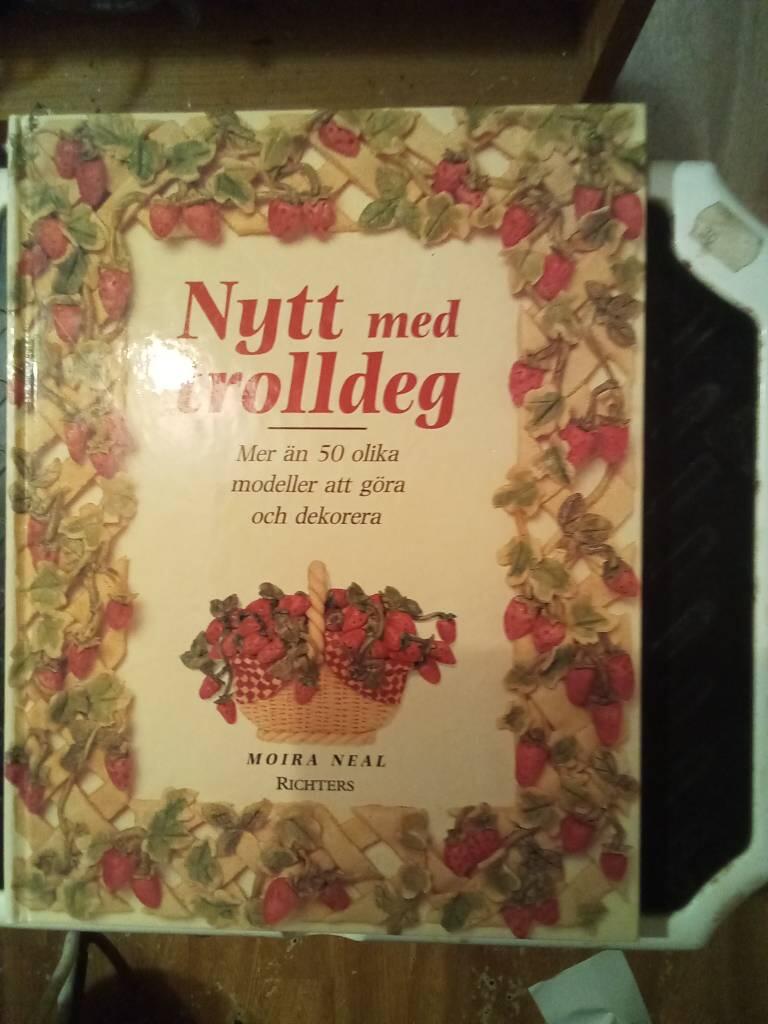 Nytt med
trolldeg
Mer än 50 olika
modeller att göra
och dekorera
MOIRA NEAL
RICHTERS